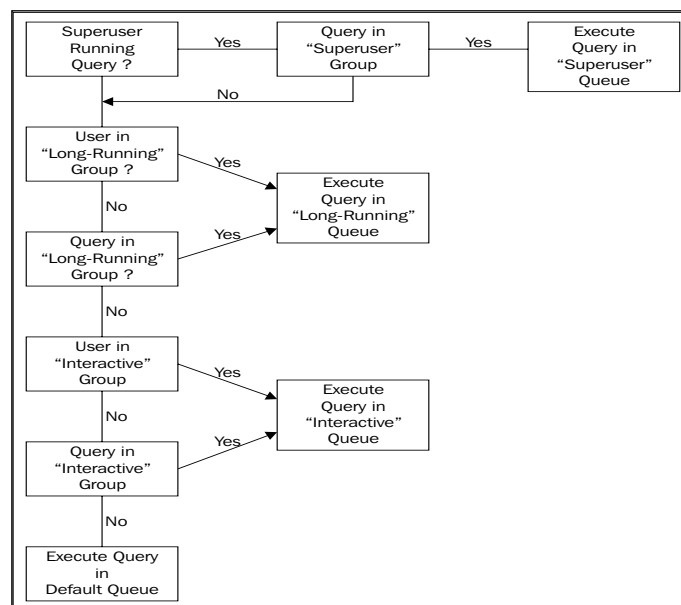 Superuser
Running
Query ?
Yes
Query in
“Superuser”
Group
Yes
Execute
Query in
“Superuser”
Queue
No
User in
“Long-Running”
Group ?
Yes
Execute
Query in
“Long-Running”
Queue
No
Query in
“Long-Running”
Group ?
Yes
No
User in
“Interactive”
Group
Yes
Execute
Query in
“Interactive”
Queue
No
Query in
“Interactive”
Group
Yes
No
Execute Query
in
Default Queue